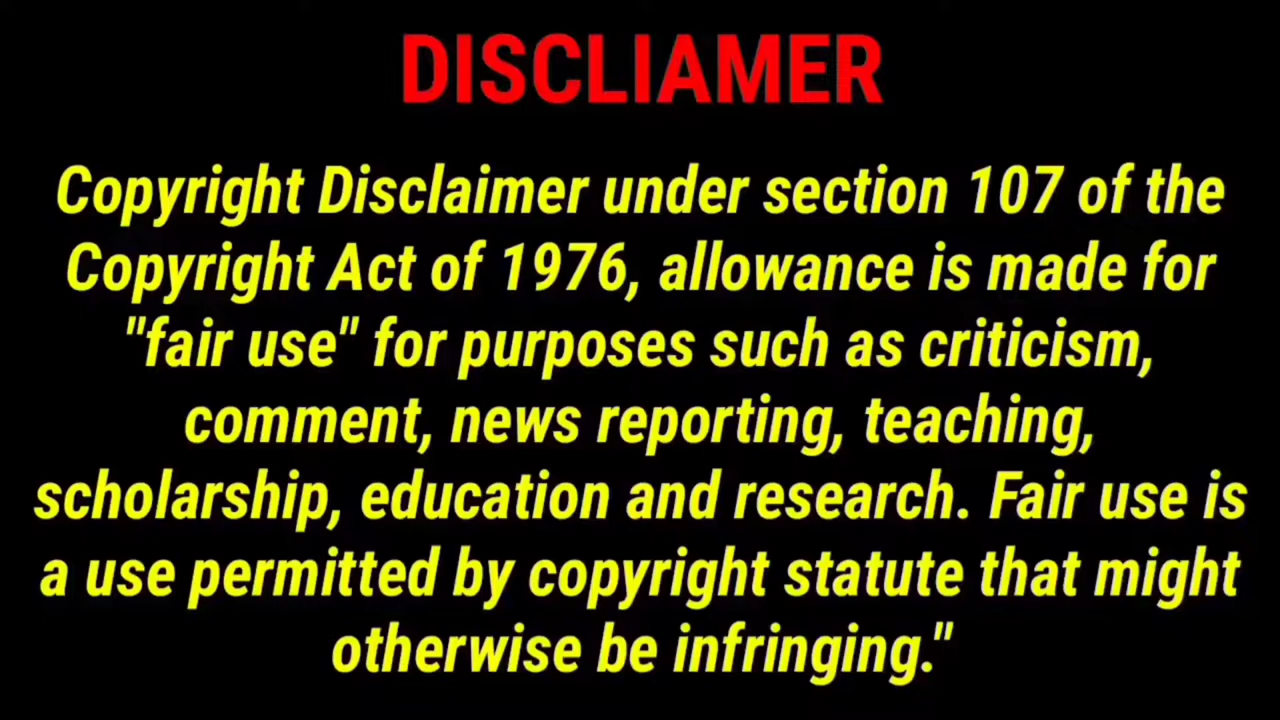 DISCLIAMER
Copyright Disclaimer under section 107 of the
Copyright Act of 1976, allowance is made for
"fair use" for purposes such as criticism,
comment, news reporting, teaching,
scholarship, education and research. Fair use is
a use permitted by copyright statute that might
otherwise be infringing."